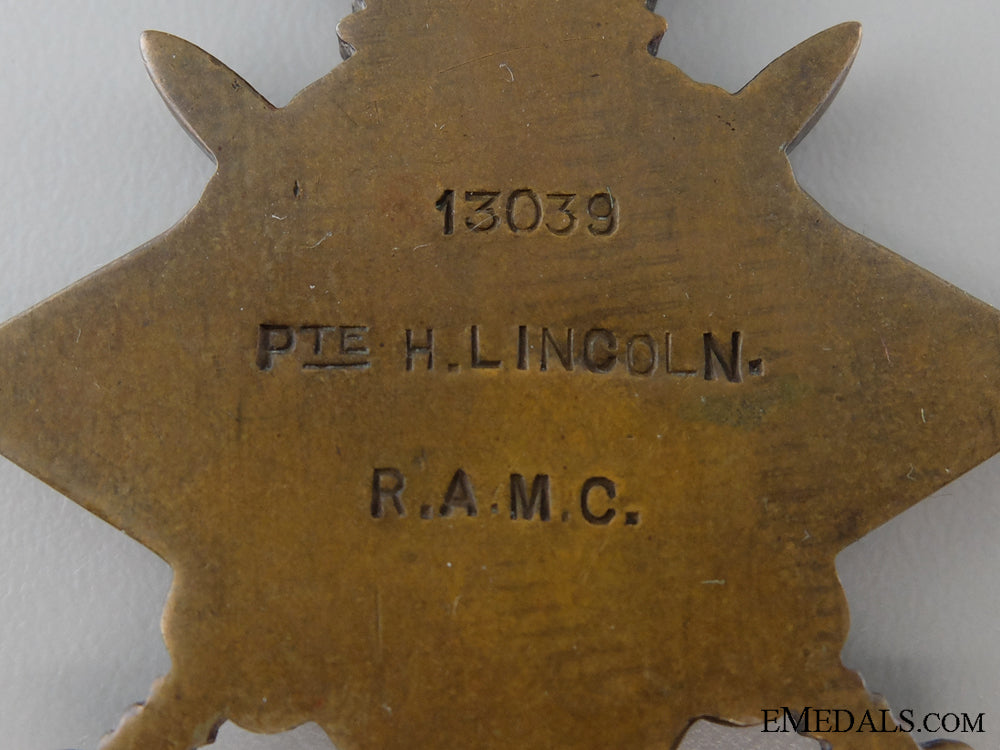 13039
PTE H. LINCOLN.
R.A.M.C.
EMEDALS.COM